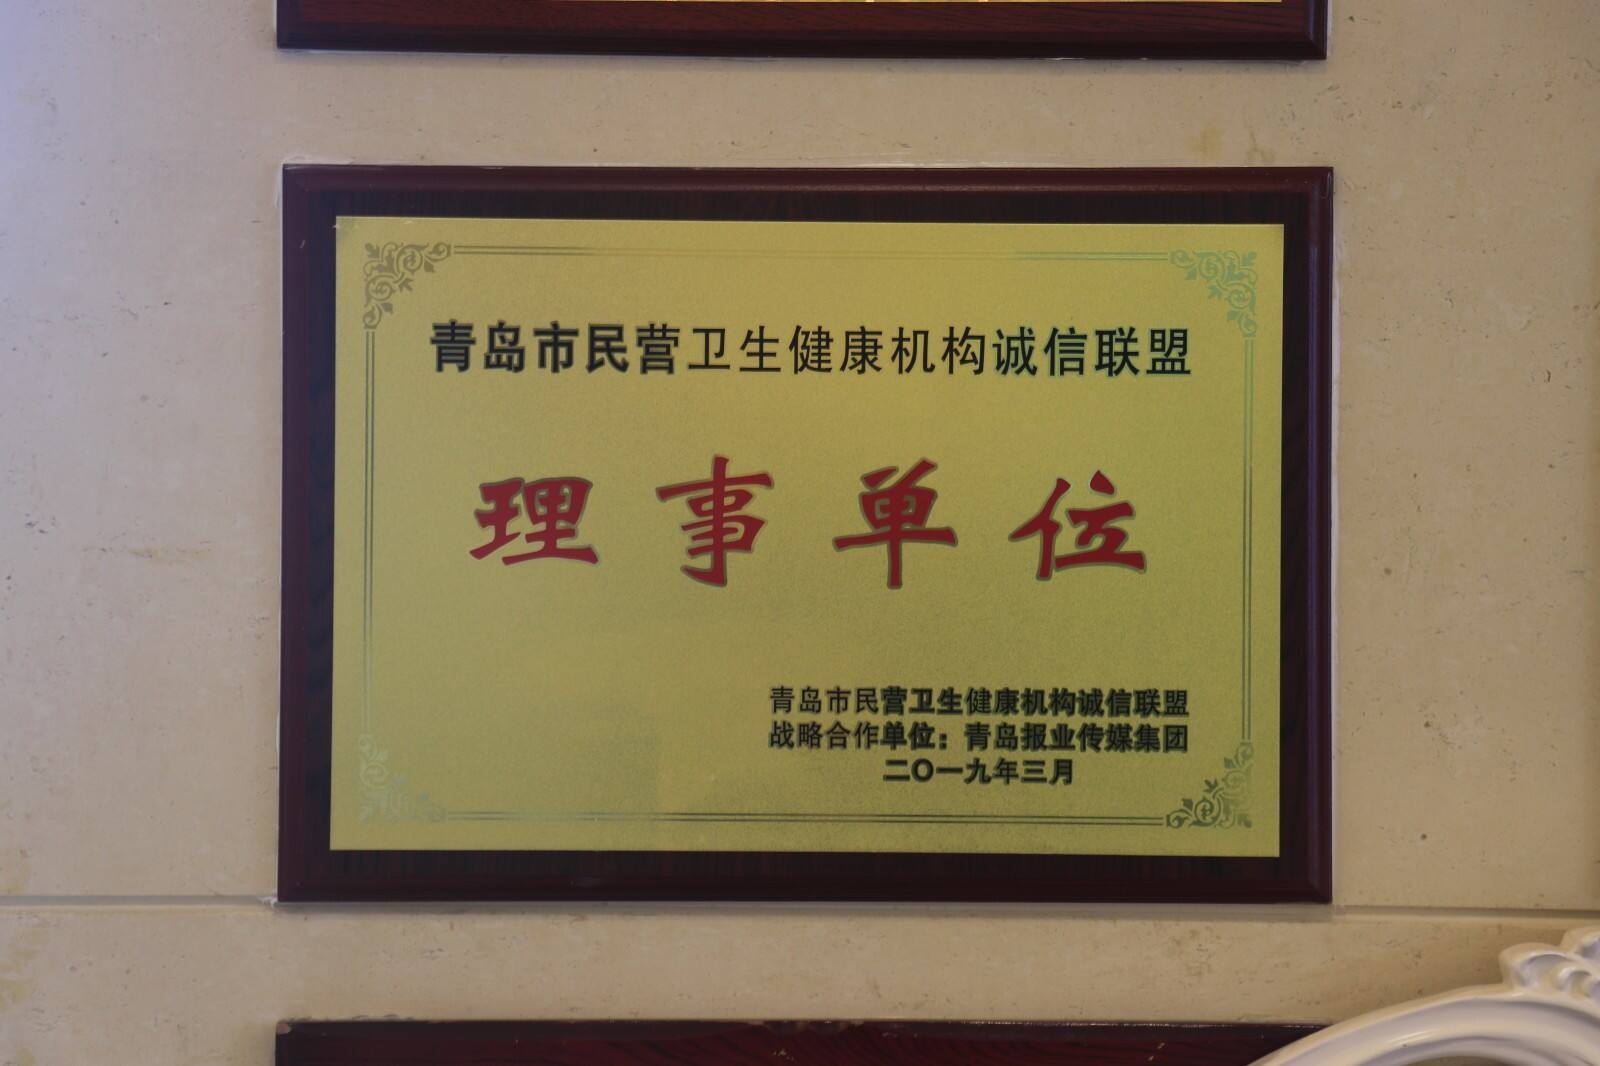 青岛市民营卫生健康机构诚信联盟
理事单位
青岛市民营卫生健康机构诚信联盟
战略合作单位：青岛报业传媒集团
二〇一九年三月